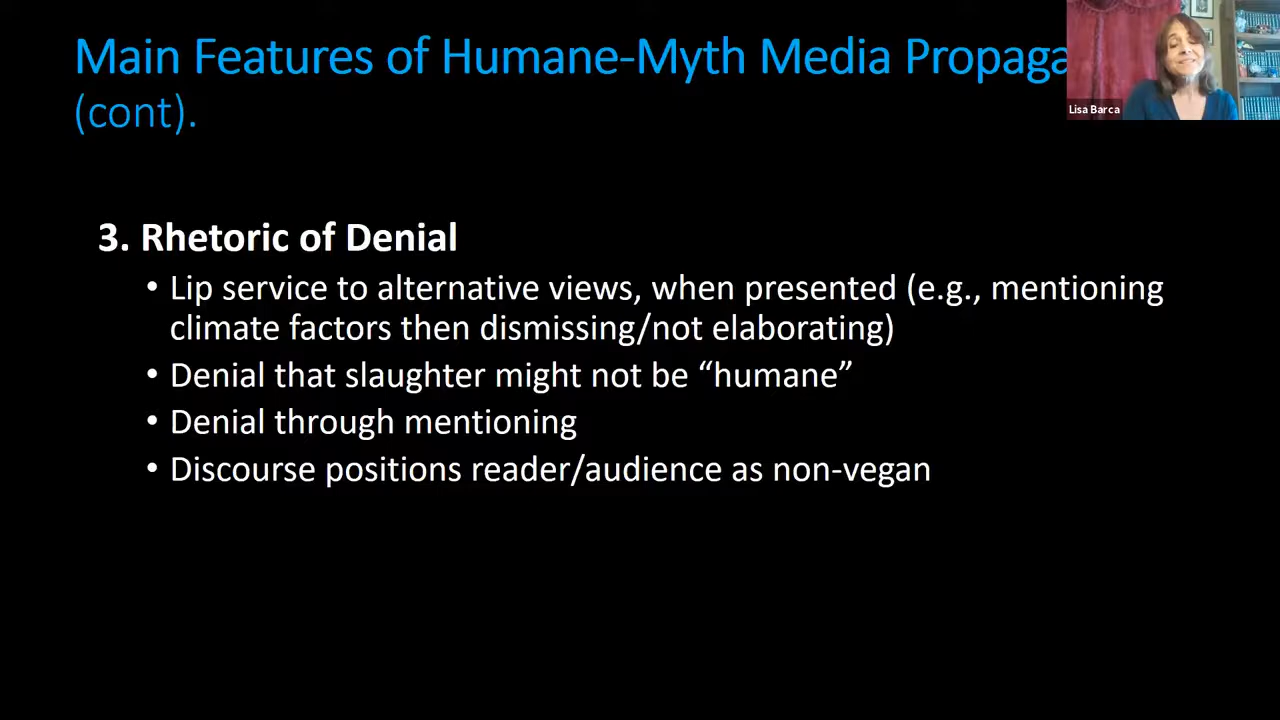 Main Features of Humane-Myth Media Propaga
(cont).
Lisa Barca
3. Rhetoric of Denial
• Lip service to alternative views, when presented (e.g., mentioning
climate factors then dismissing/not elaborating)
• Denial that slaughter might not be “humane”
• Denial through mentioning
• Discourse positions reader/audience as non-vegan